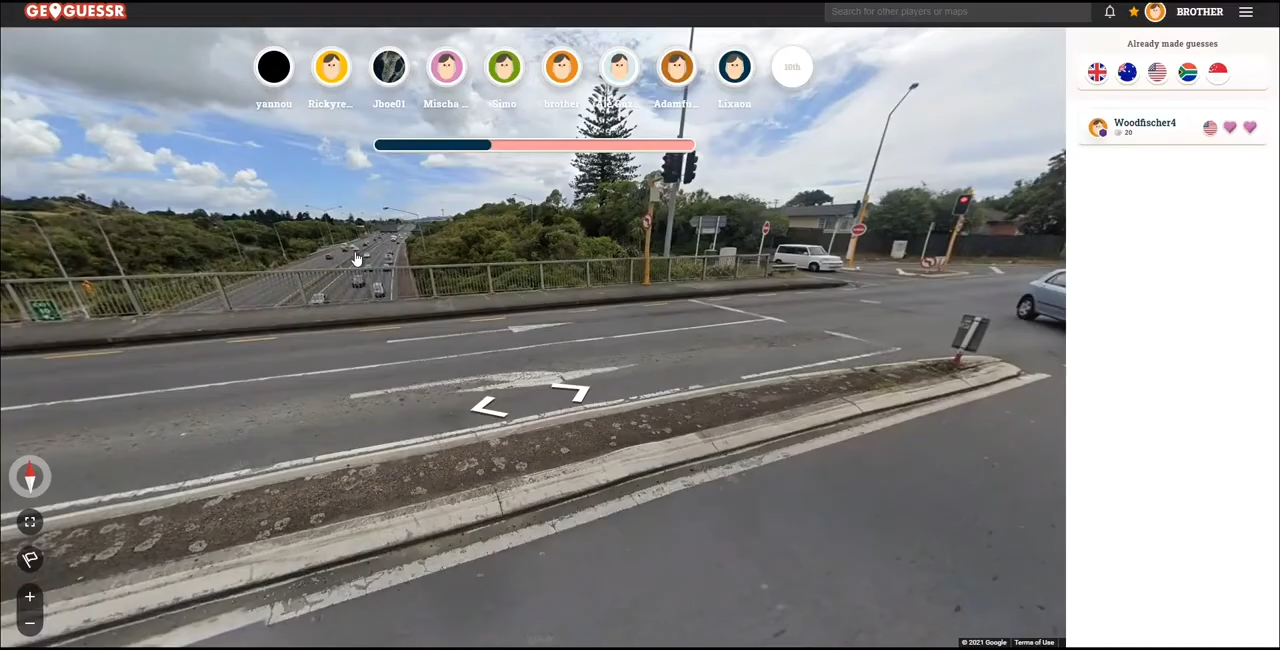 GEOGUESSR
Search for other players or maps
BROTHER
Already made guesses
10th
yannou
Rickyre...
Jboe01
Mischa ...
Simo
brother
Adamfu...
Lixaou
Woodfischer4
20
+
−
© 2021 Google
Terms of Use